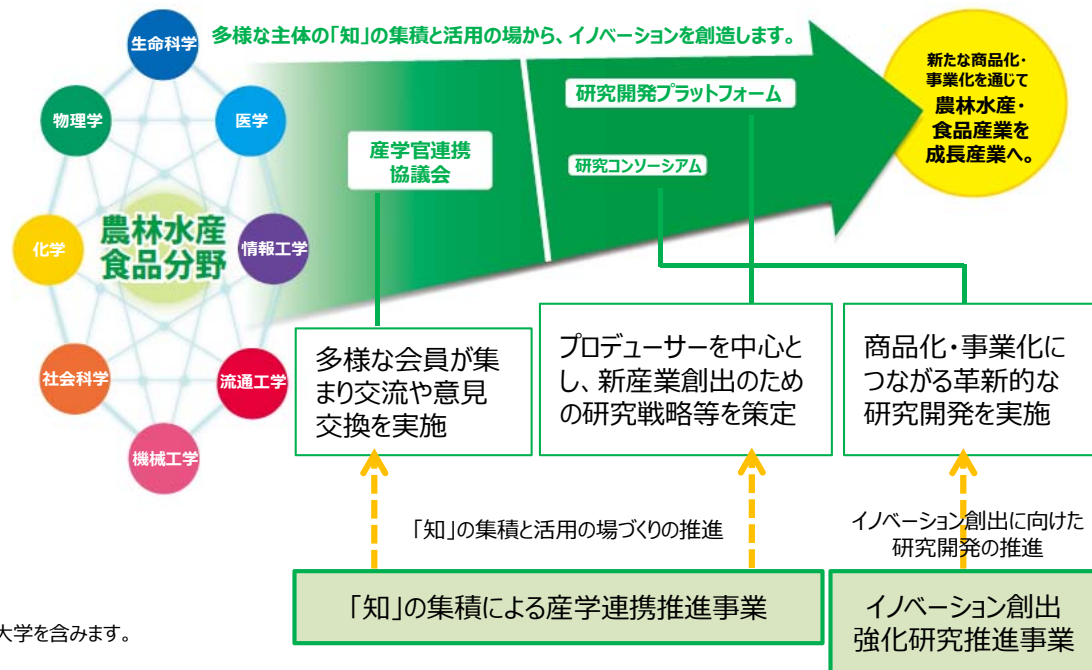 多様な主体の「知」の集積と活用の場から、イノベーションを創造します。
生命科学
物理学
医学
化学
農林水産
食品分野
情報工学
社会科学
流通工学
機械工学
産学官連携
協議会
研究開発プラットフォーム
研究コンソーシアム
新たな商品化・
事業化を通じて
農林水産・
食品産業を
成長産業へ。
多様な会員が集
まり交流や意見
交換を実施
プロデューサーを中心と
し、新産業創出のため
の研究戦略等を策定
商品化・事業化に
つながる革新的な
研究開発を実施
「知」の集積と活用の場づくりの推進
イノベーション創出に向けた
研究開発の推進
「知」の集積による産学連携推進事業
イノベーション創出
強化研究推進事業
大学を含みます。